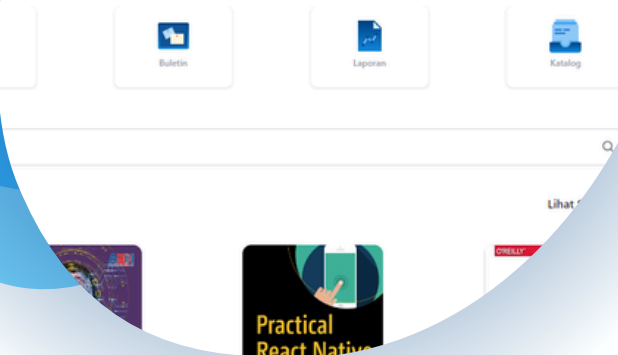 Buletin
Laporan
Katalog
Lihat
O'REILLY
Practical
React Native